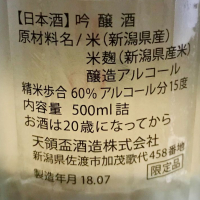 【日本酒】吟醸酒
原材料名/米(新潟県産)
米麹(新潟県産米)
醸造アルコール
精米歩合 60% アルコール分15度
内容量 500ml詰
お酒は20歳になってから
天領盃酒造株式会社
新潟県佐渡市加茂歌代458番地
限定品
製造年月 18.07